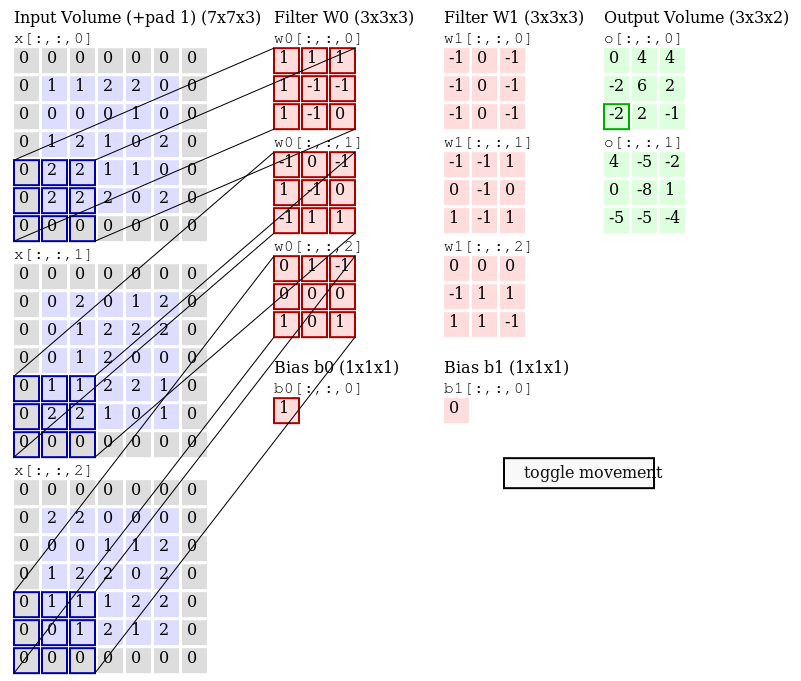 Input Volume (+pad 1) (7x7x3)
x[:,:,0]
0 0 0 0 0 0 0
0 1 1 2 2 0 0
0 0 0 0 1 0 0
0 1 2 1 0 2 0
0 2 2 1 1 0 0
0 2 2 2 0 2 0
0 0 0 0 0 0 0
x[:,:,1]
0 0 0 0 0 0 0
0 0 2 0 1 2 0
0 0 1 2 2 2 0
0 0 1 2 0 0 0
0 1 1 2 2 1 0
0 2 2 1 0 1 0
0 0 0 0 0 0 0
x[:,:,2]
0 0 0 0 0 0 0
0 2 2 0 0 0 0
0 0 0 1 1 2 0
0 1 2 2 0 2 0
0 1 1 1 2 2 0
0 0 1 2 1 2 0
0 0 0 0 0 0 0
Filter W0 (3x3x3)
w0[:,:,0]
1 1 1
1 -1 -1
1 -1 0
w0[:,:,1]
-1 0 -1
1 -1 0
-1 1 1
w0[:,:,2]
0 1 -1
0 0 0
1 0 1
Bias b0 (1x1x1)
b0[:,:,0]
1
Filter W1 (3x3x3)
w1[:,:,0]
-1 0 -1
-1 0 -1
-1 0 -1
w1[:,:,1]
-1 -1 1
0 -1 0
1 -1 1
w1[:,:,2]
0 0 0
-1 1 1
1 1 -1
Bias b1 (1x1x1)
b1[:,:,0]
0
Output Volume (3x3x2)
o[:,:,0]
0 4 4
-2 6 2
-2 2 -1
o[:,:,1]
4 -5 -2
0 -8 1
-5 -5 -4
toggle movement